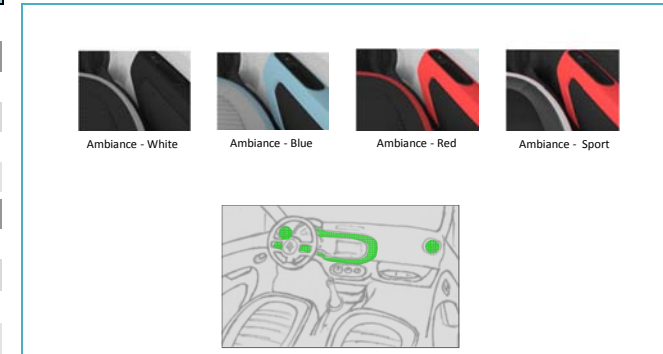 Ambiance - White
Ambiance - Blue
Ambiance - Red
Ambiance -  Sport